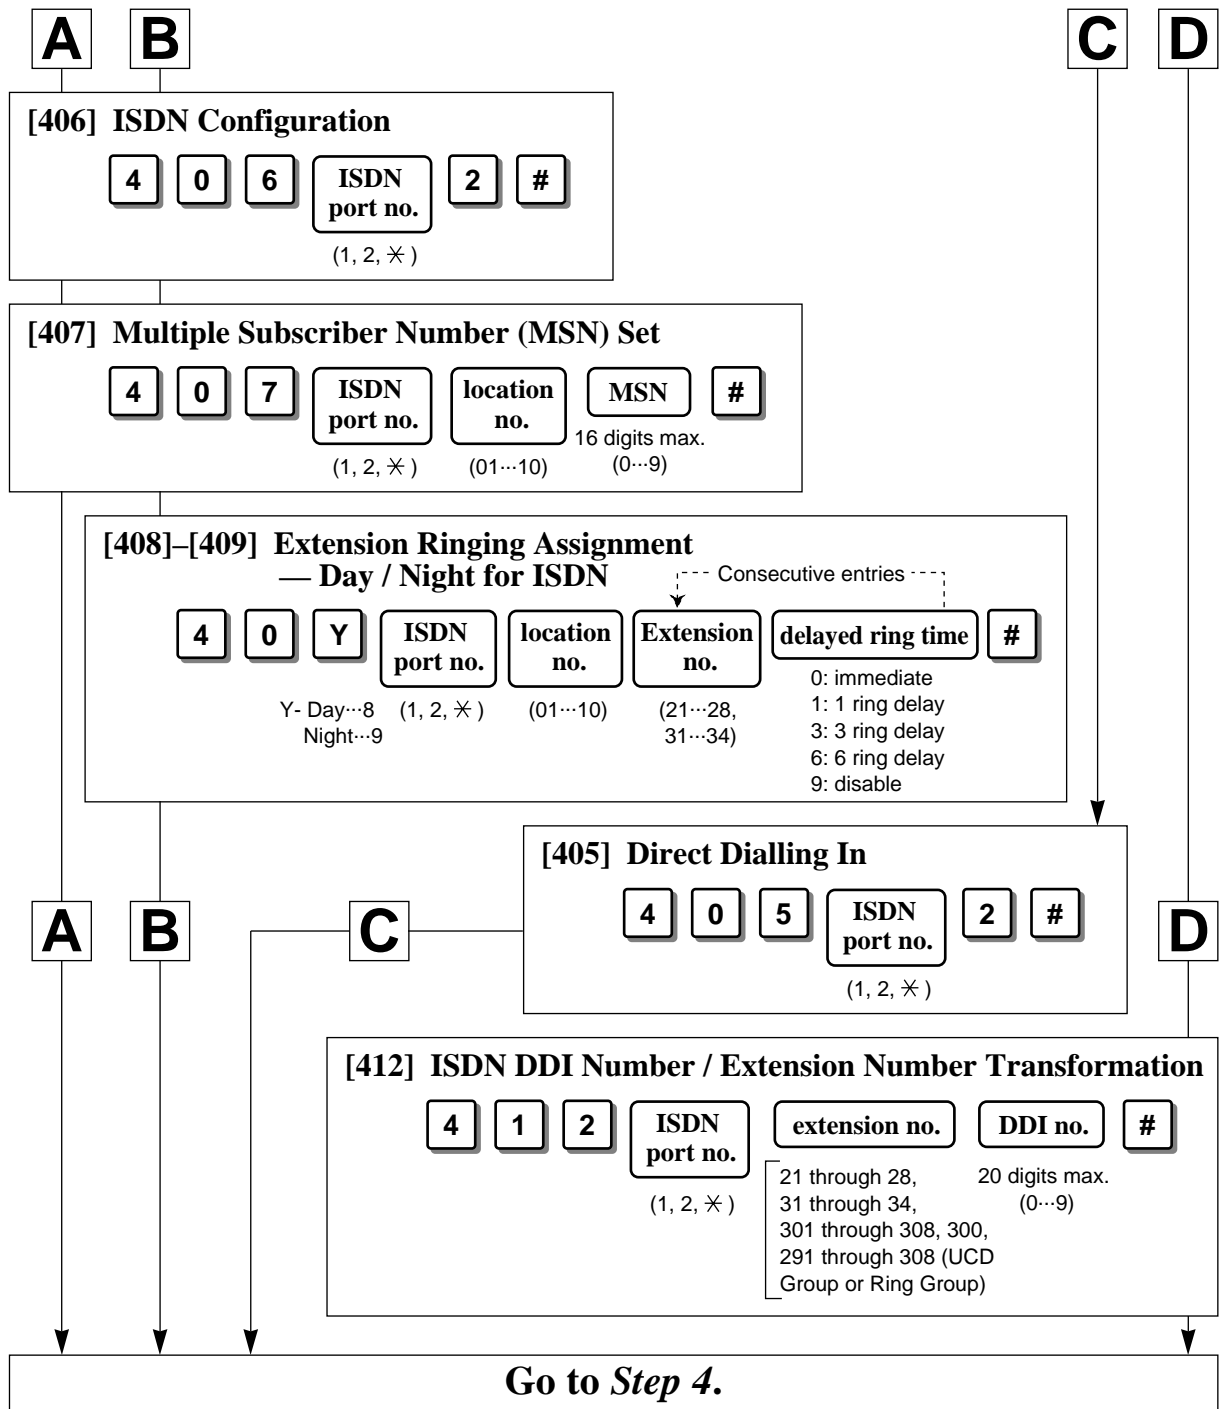 A B C D
[406] ISDN Configuration
4 0 6 ISDN port no. 2 #
(1, 2, ✳)
[407] Multiple Subscriber Number (MSN) Set
4 0 7 ISDN port no. location no. MSN #
16 digits max.
(1, 2, ✳) (01···10) (0···9)
[408]–[409] Extension Ringing Assignment
— Day / Night for ISDN
Consecutive entries
4 0 Y ISDN port no. location no. Extension no. delayed ring time #
Y- Day···8 (1, 2, ✳) (01···10) (21···28,
Night···9 31···34)
0: immediate
1: 1 ring delay
3: 3 ring delay
6: 6 ring delay
9: disable
[405] Direct Dialling In
4 0 5 ISDN port no. 2 #
(1, 2, ✳)
A B C D
[412] ISDN DDI Number / Extension Number Transformation
4 1 2 ISDN port no. extension no. DDI no. #
(1, 2, ✳)
21 through 28,
31 through 34,
301 through 308, 300,
291 through 308 (UCD
Group or Ring Group)
20 digits max.
(0···9)
Go to Step 4.